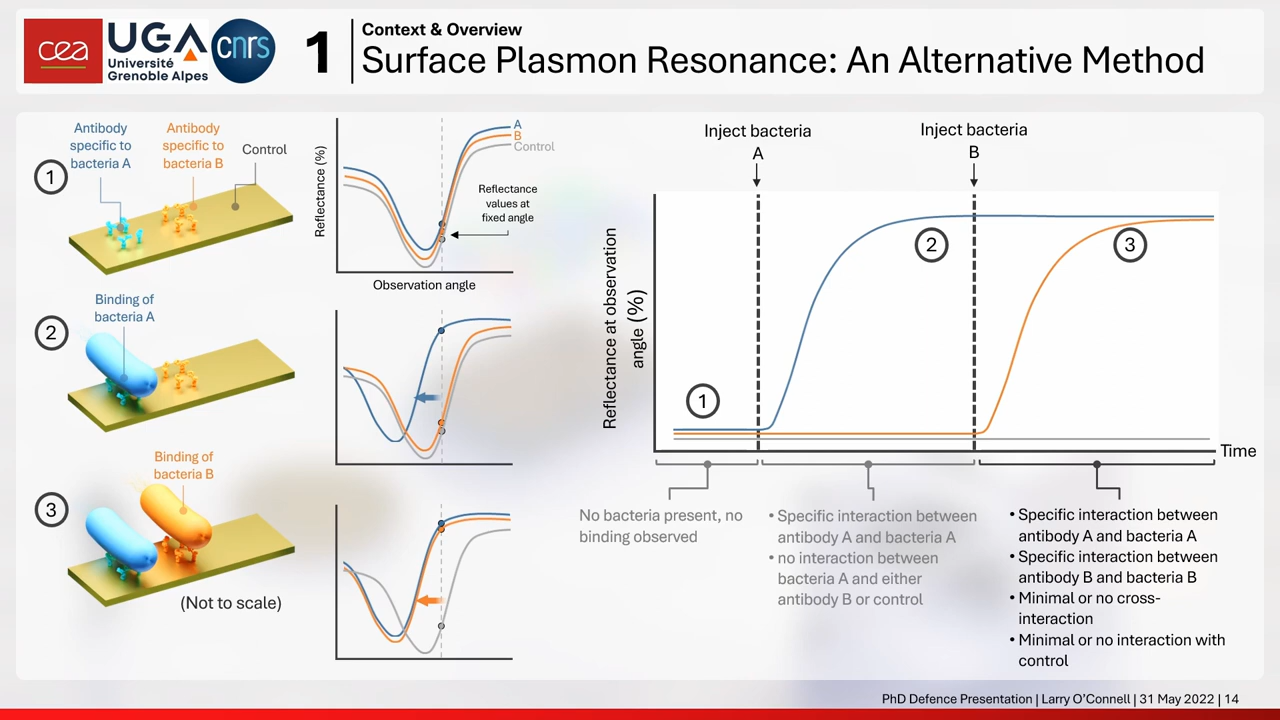 cea
UGA
Université
Grenoble Alpes
cnrs
1
Context & Overview
Surface Plasmon Resonance: An Alternative Method
Antibody
specific to
bacteria A
Antibody
specific to
bacteria B
Control
1
Reflectance (%)
A
B
Control
Reflectance
values at
fixed angle
Observation angle
Binding of
bacteria A
2
Binding of
bacteria B
3
(Not to scale)
Inject bacteria
A
Inject bacteria
B
Reflectance at observation
angle (%)
1
2
3
Time
No bacteria present, no
binding observed
• Specific interaction between
antibody A and bacteria A
• no interaction between
bacteria A and either
antibody B or control
• Specific interaction between
antibody A and bacteria A
• Specific interaction between
antibody B and bacteria B
• Minimal or no cross-
interaction
• Minimal or no interaction with
control
PhD Defence Presentation | Larry O’Connell | 31 May 2022 | 14